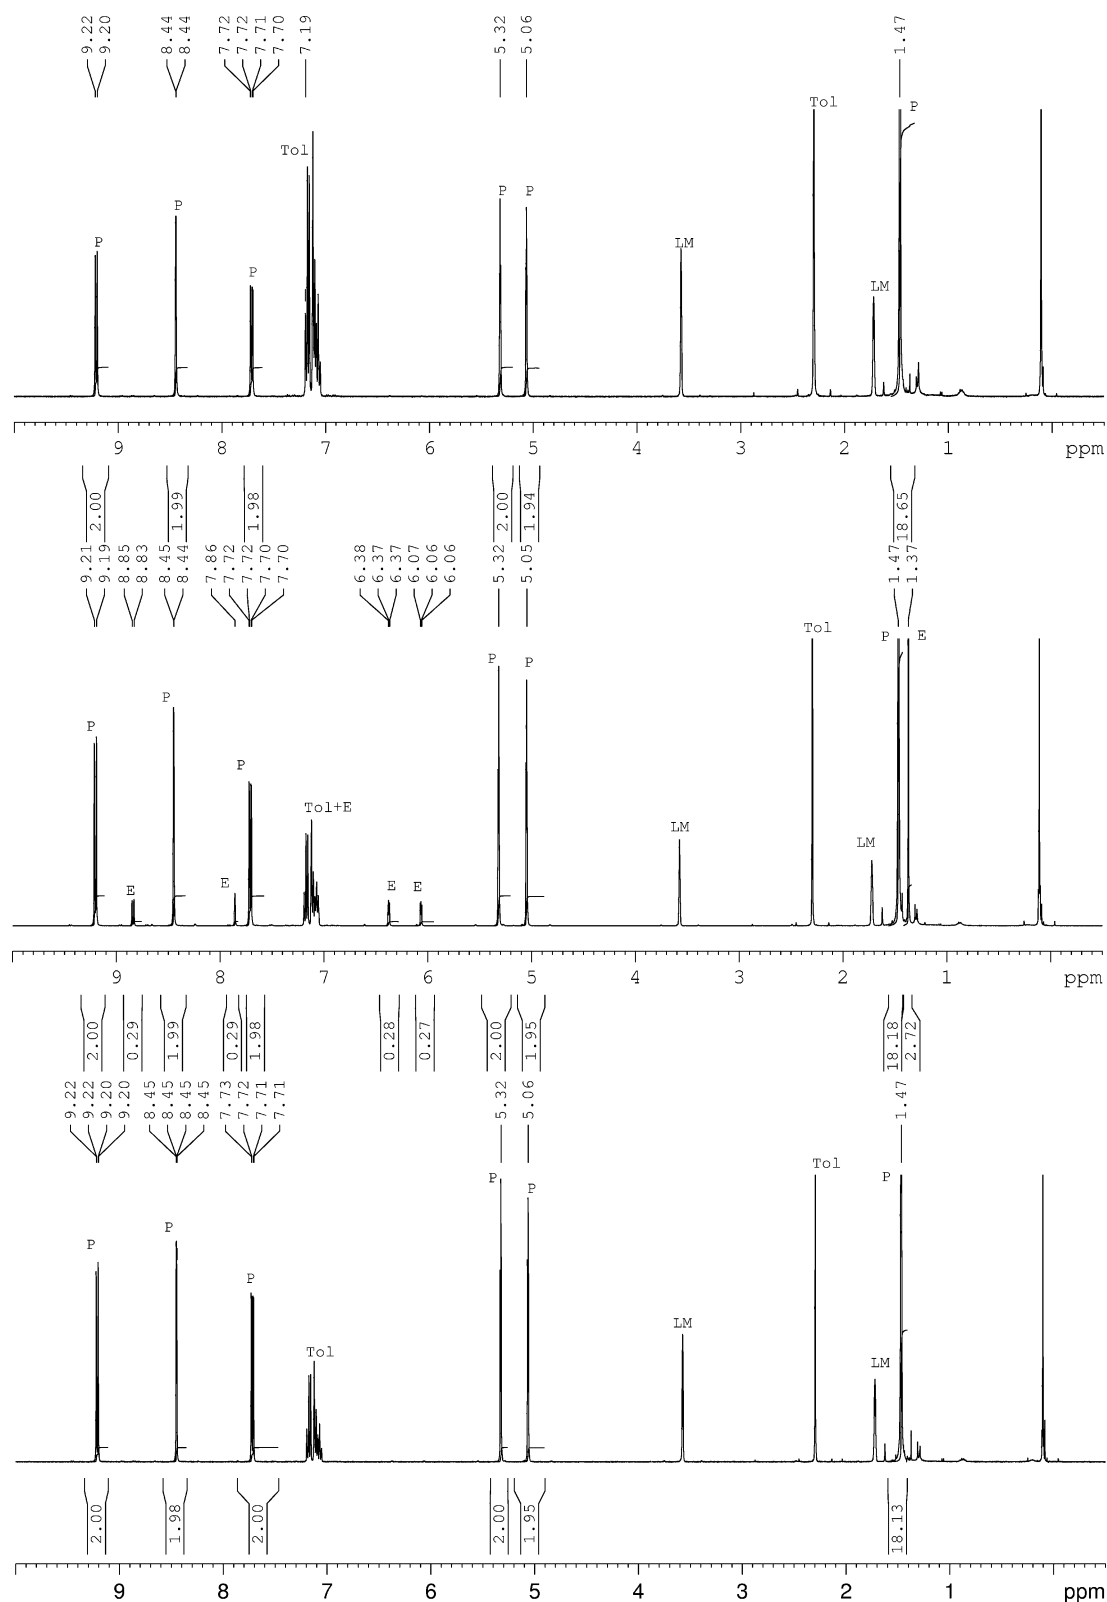 9.22 9.20 8.44 8.44 7.72 7.72 7.71 7.70 7.19 5.32 5.06 1.47
Tol P
Tol
P P P
P LM
P LM
9 8 7 6 5 4 3 2 1 ppm
2.00 1.99 1.98 2.00 1.94 18.65
9.21 9.19 8.85 8.83 8.45 8.44 7.86 7.72 7.72 7.70 7.70 6.38 6.37 6.37 6.07 6.06 6.06 5.32 5.05 1.47 1.37
Tol P E
P P
P
P
P
Tol+E
LM
LM
E E E E
9 8 7 6 5 4 3 2 1 ppm
2.00 0.29 1.99 0.29 1.98 0.28 0.27 2.00 1.95 18.18 2.72
9.22 9.22 9.20 9.20 8.45 8.45 8.45 8.45 7.73 7.72 7.71 7.71 5.32 5.06 1.47
Tol
P P P
P
P
P
LM
Tol LM
2.00 1.98 2.00 2.00 1.95 18.13
9 8 7 6 5 4 3 2 1 ppm